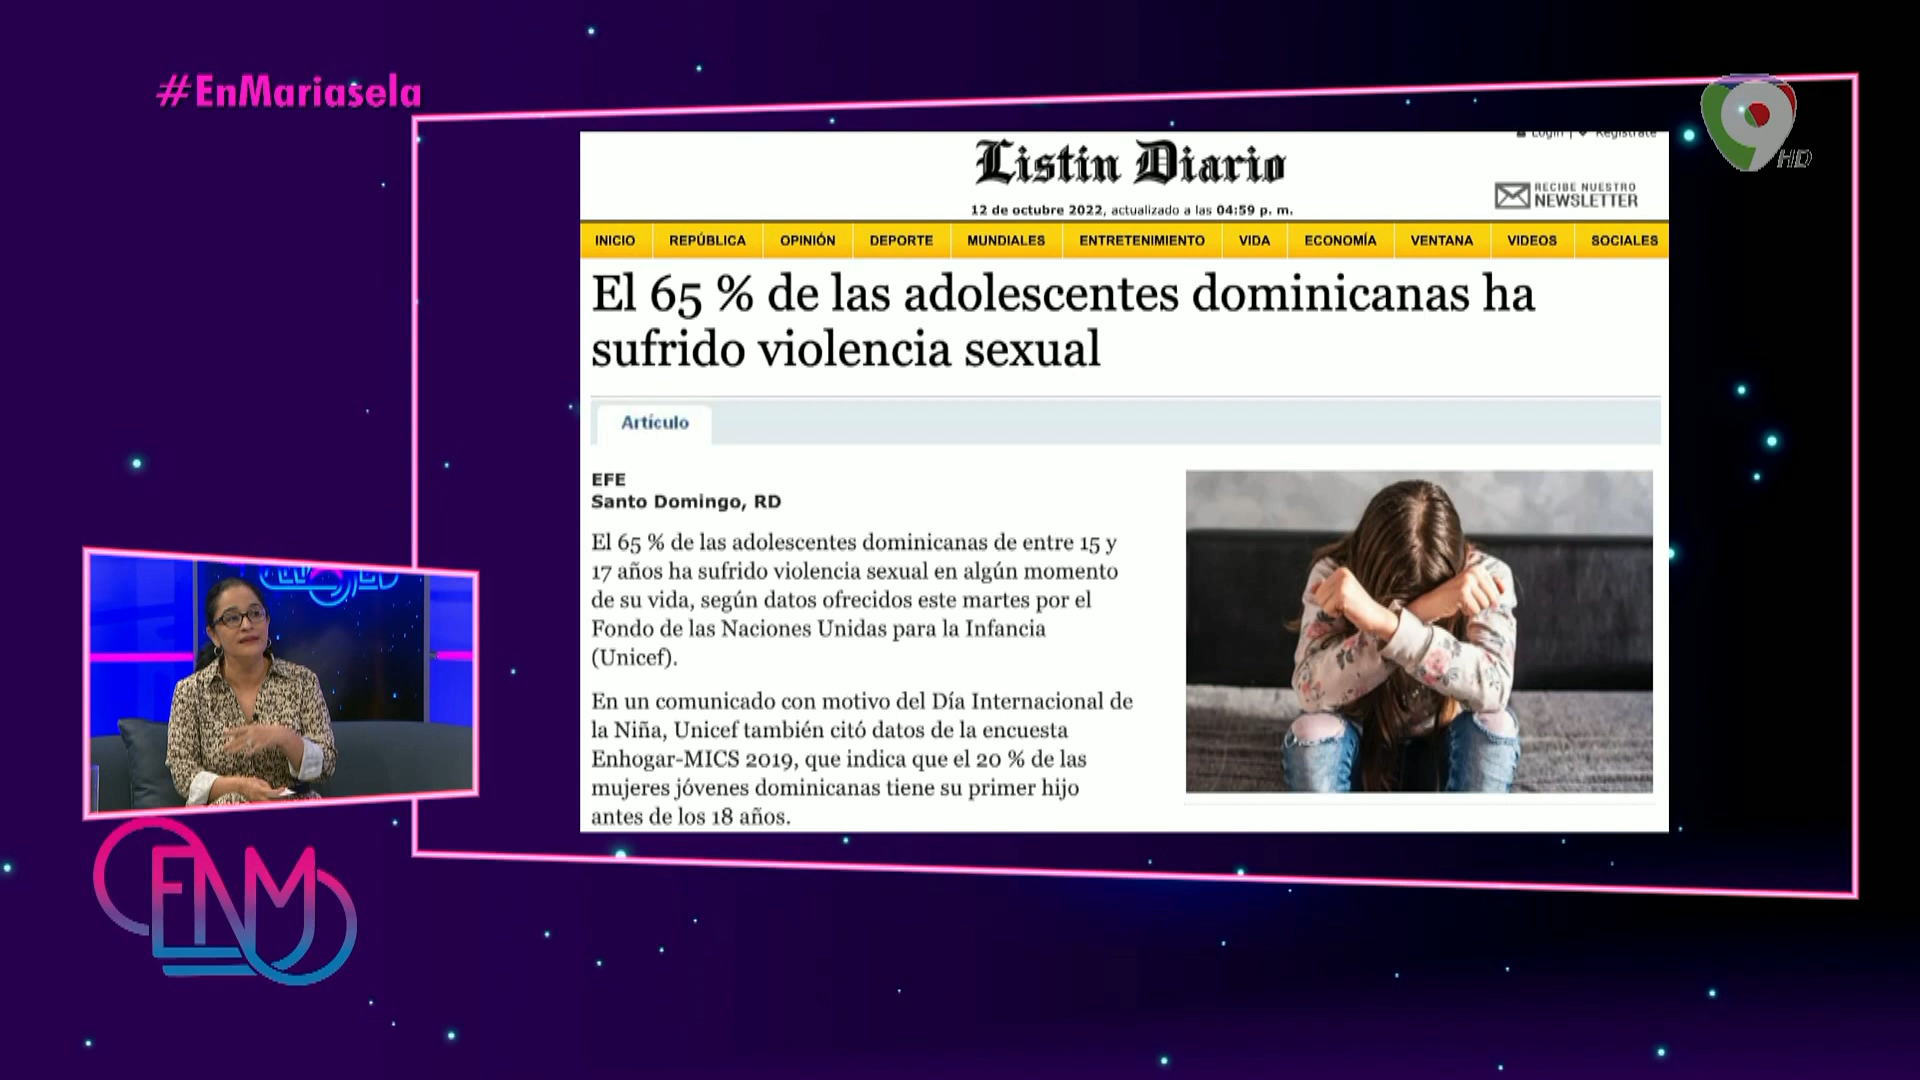 #EnMariasela
HD
Login | Regístrate
Listín Diario
12 de octubre 2022, actualizado a las 04:59 p. m.
RECIBE NUESTRO
NEWSLETTER
INICIO REPÚBLICA OPINIÓN DEPORTE MUNDIALES ENTRETENIMIENTO VIDA ECONOMÍA VENTANA VIDEOS SOCIALES
El 65 % de las adolescentes dominicanas ha
sufrido violencia sexual
Artículo
EFE
Santo Domingo, RD
El 65 % de las adolescentes dominicanas de entre 15 y
17 años ha sufrido violencia sexual en algún momento
de su vida, según datos ofrecidos este martes por el
Fondo de las Naciones Unidas para la Infancia
(Unicef).
En un comunicado con motivo del Día Internacional de
la Niña, Unicef también citó datos de la encuesta
Enhogar-MICS 2019, que indica que el 20 % de las
mujeres jóvenes dominicanas tiene su primer hijo
antes de los 18 años.
ENM